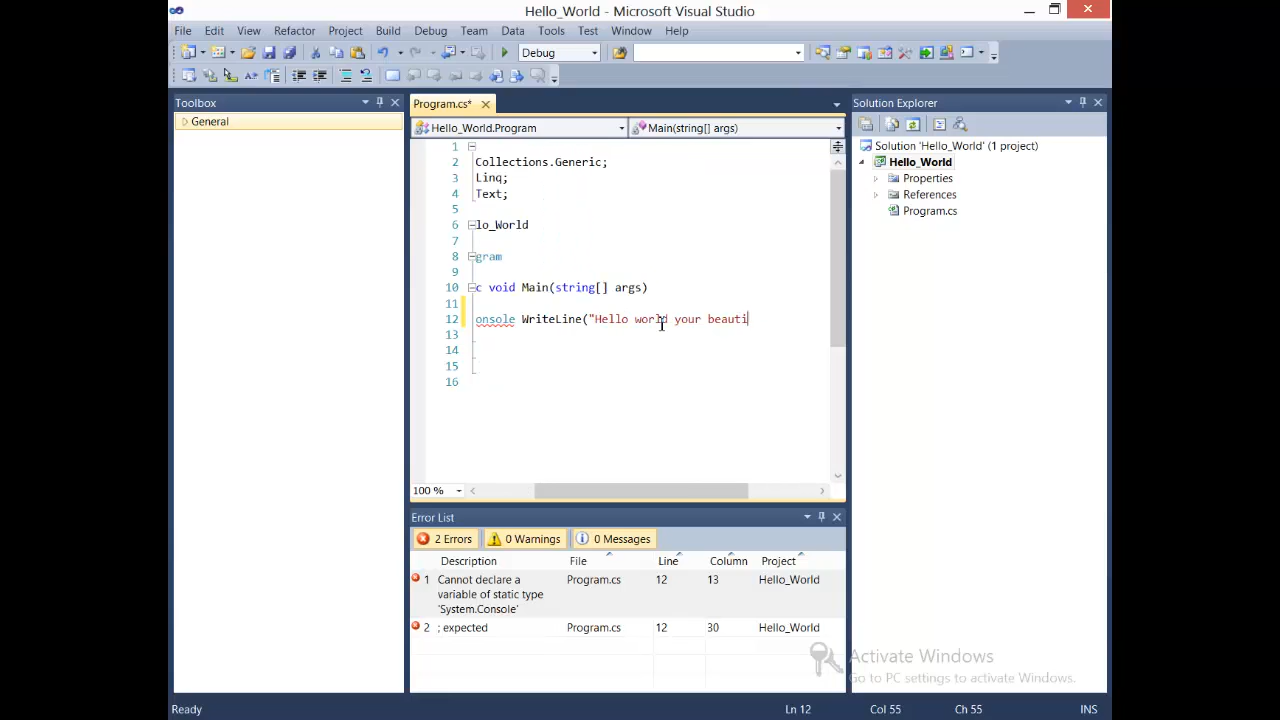 Hello_World - Microsoft Visual Studio
File Edit View Refactor Project Build Debug Team Data Tools Test Window Help
Debug
Toolbox
General
Program.cs*
Hello_World.Program
Main(string[] args)
1
2 Collections.Generic;
3 Linq;
4 Text;
5
6 lo_World
7
8 gram
9
10 c void Main(string[] args)
11
12 onsole WriteLine("Hello world your beauti
13
14
15
16
100 %
Solution Explorer
Solution 'Hello_World' (1 project)
Hello_World
Properties
References
Program.cs
Error List
2 Errors 0 Warnings 0 Messages
Description File Line Column Project
1 Cannot declare a variable of static type 'System.Console' Program.cs 12 13 Hello_World
2 ; expected Program.cs 12 30 Hello_World
Activate Windows
Go to PC settings to activate Windows.
Ready Ln 12 Col 55 Ch 55 INS